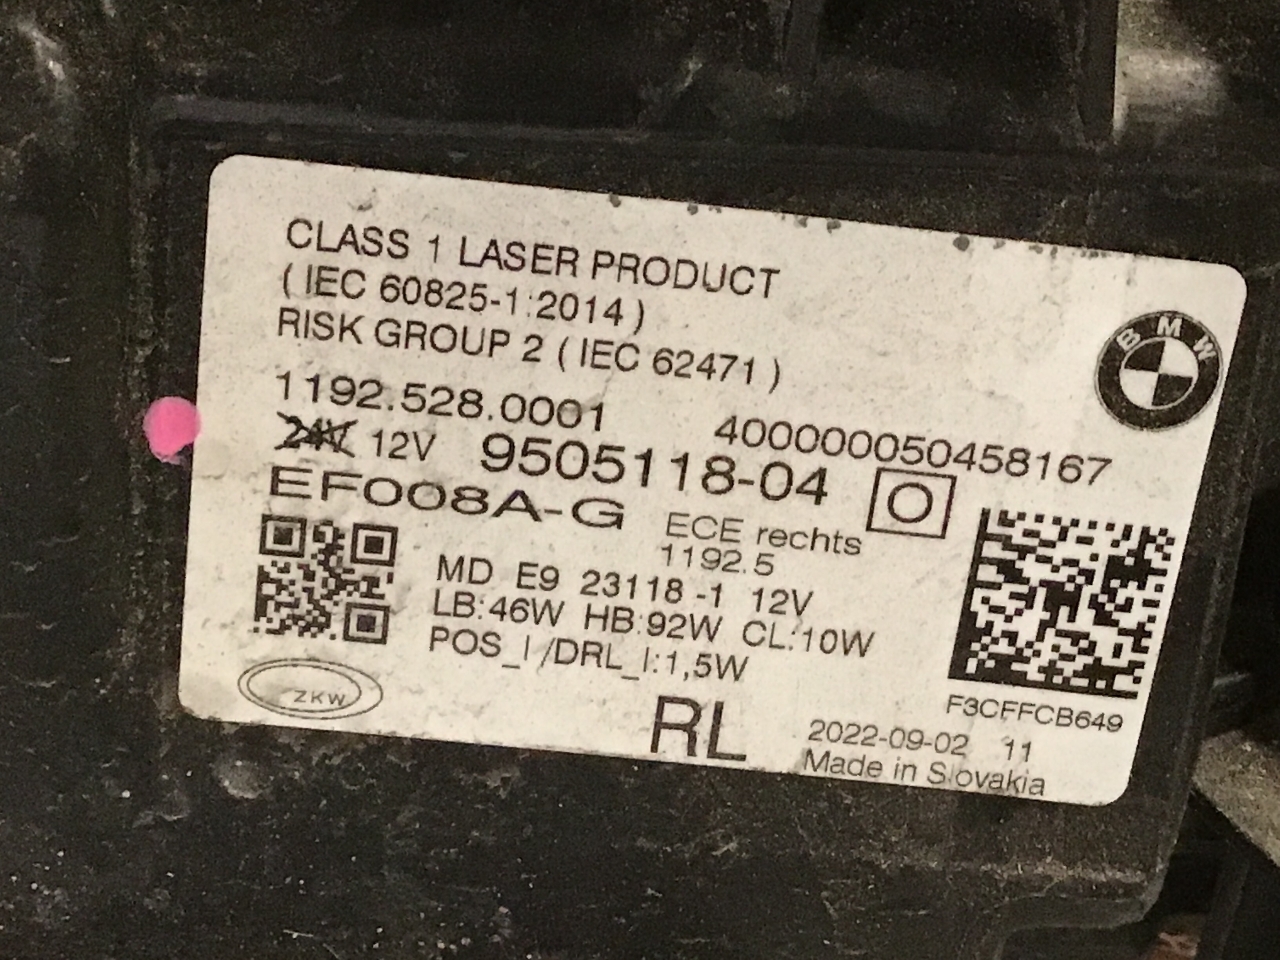 CLASS 1 LASER PRODUCT
( IEC 60825-1:2014 )
RISK GROUP 2 ( IEC 62471 )
BMW
1192.528.0001 400000050458167
24V 12V 9505118-04
EF008A-G ECE rechts
1192.5
MD E9 23118 -1 12V
LB:46W HB:92W CL:10W
POS_I /DRL_I:1,5W
ZKW
RL
F3CFFCB649
2022-09-02 11
Made in Slovakia